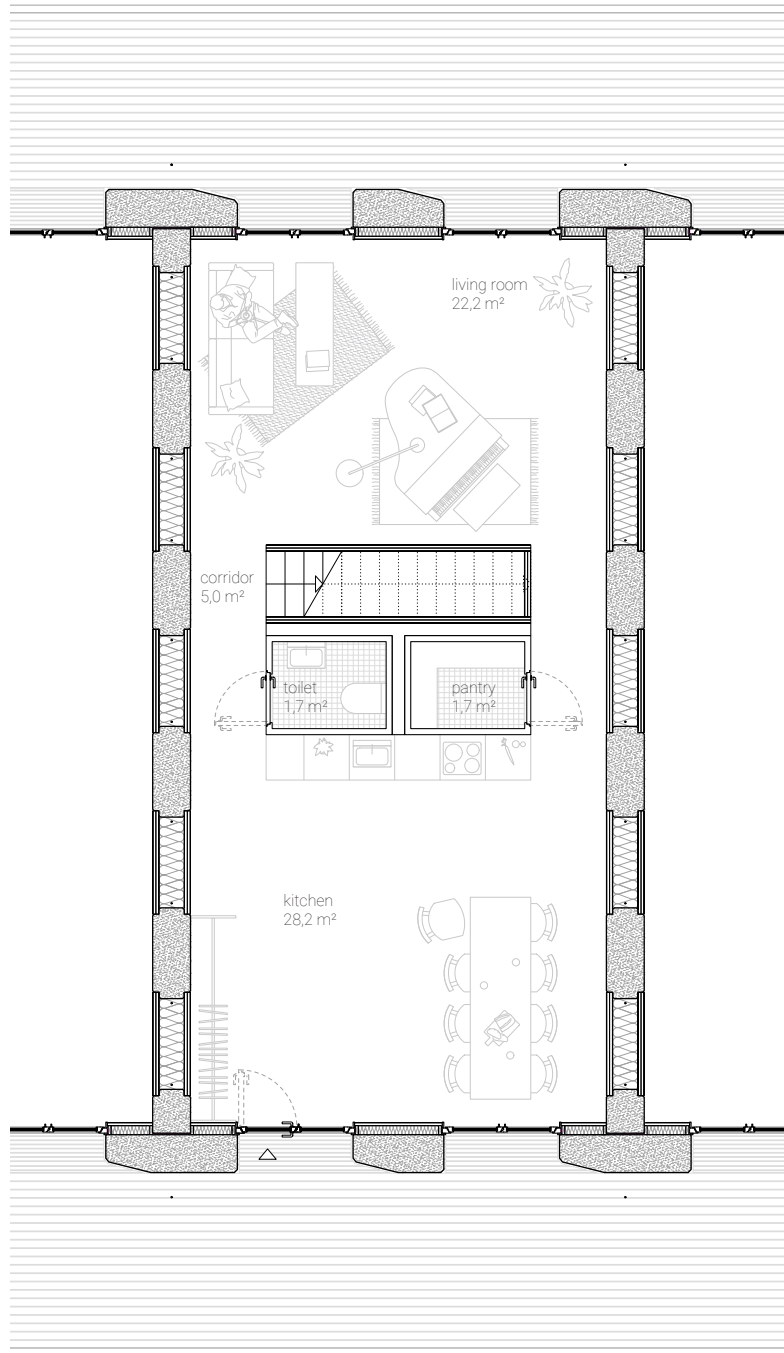 living room
22,2 m²
corridor
5,0 m²
toilet
1,7 m²
pantry
1,7 m²
kitchen
28,2 m²